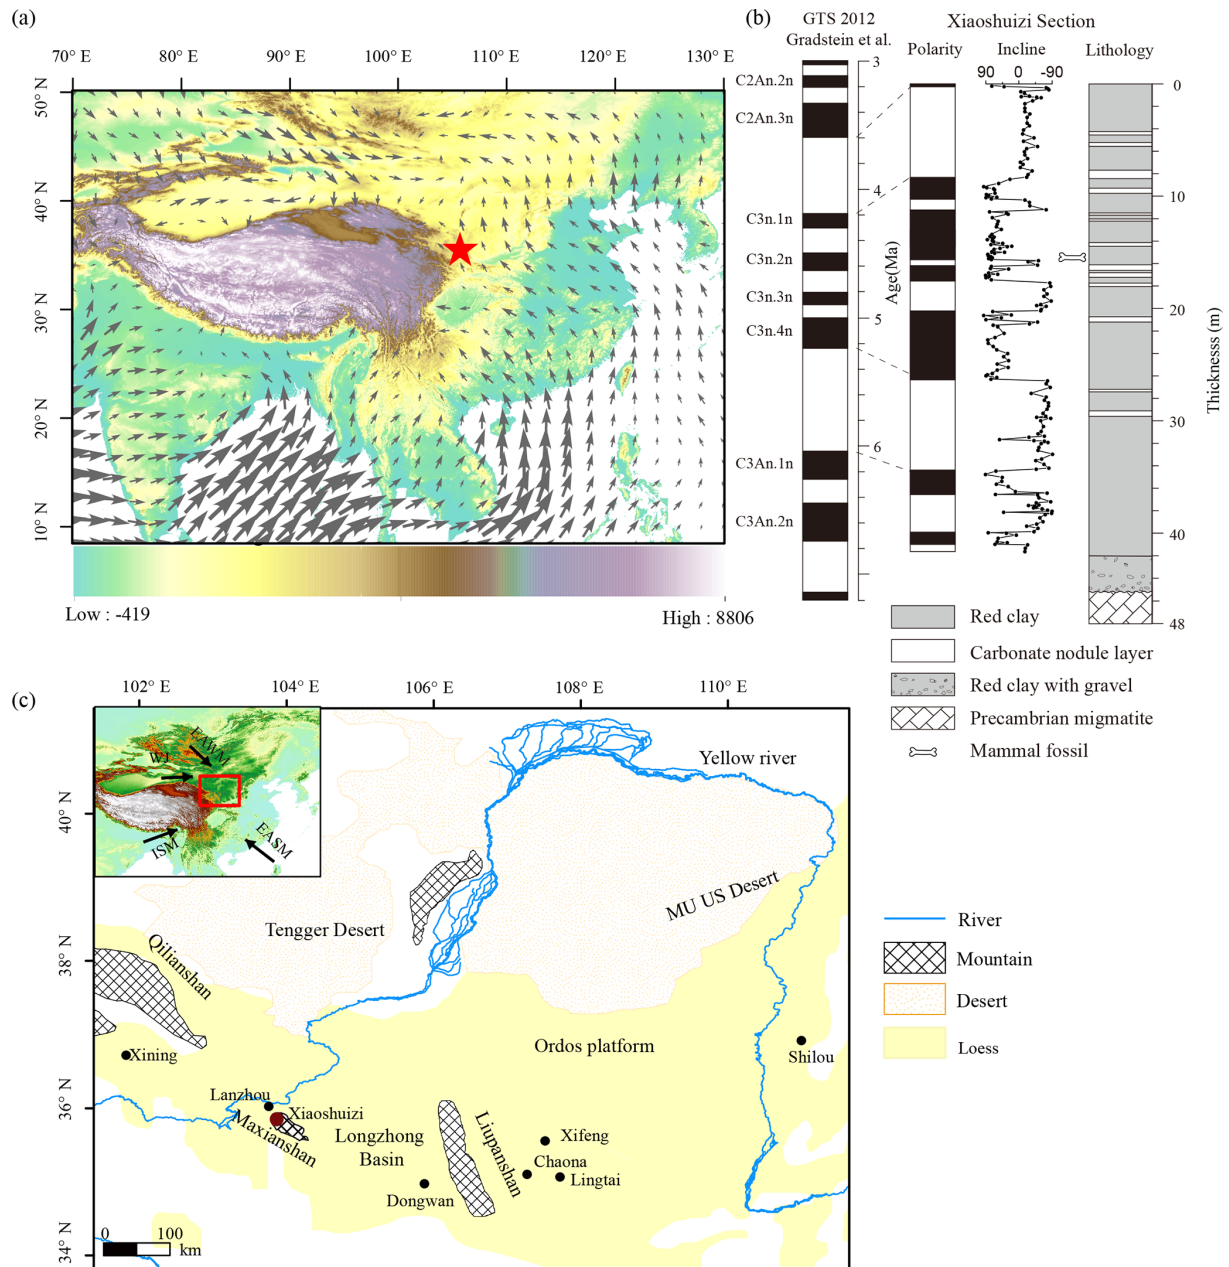 (a)
70° E 80° E 90° E 100° E 110° E 120° E 130° E
50° N
40° N
30° N
20° N
10° N
Low : -419
High : 8806
(b)
GTS 2012
Gradstein et al.
Xiaoshuizi Section
Polarity
Incline
Lithology
90 0 -90
C2An.2n
C2An.3n
C3n.1n
C3n.2n
C3n.3n
C3n.4n
C3An.1n
C3An.2n
3
4
5
6
Age(Ma)
0
10
20
30
40
48
Thicknesss (m)
Red clay
Carbonate nodule layer
Red clay with gravel
Precambrian migmatite
Mammal fossil
(c)
102° E 104° E 106° E 108° E 110° E
40° N
38° N
36° N
34° N
EAWM
WJ
ISM
EASM
Yellow river
MU US Desert
Tengger Desert
Qilianshan
Xining
Ordos platform
Shilou
Lanzhou
Xiaoshuizi
Maxianshan
Longzhong
Basin
Liupanshan
Xifeng
Chaona
Lingtai
Dongwan
0 100
km
River
Mountain
Desert
Loess